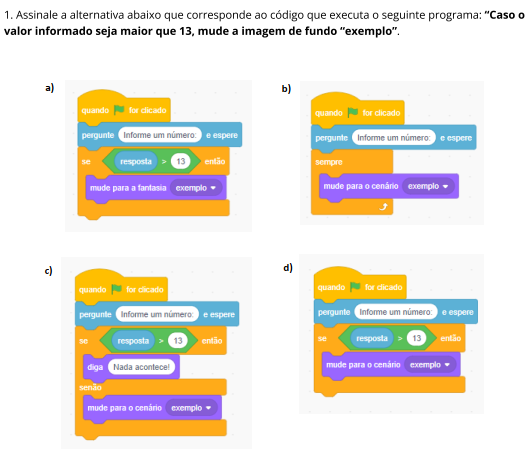 1. Assinale a alternativa abaixo que corresponde ao código que executa o seguinte programa: “Caso o
valor informado seja maior que 13, mude a imagem de fundo “exemplo”.
a)
quando for clicado
pergunte Informe um número: e espere
se resposta > 13 então
mude para a fantasia exemplo
b)
quando for clicado
pergunte Informe um número: e espere
sempre
mude para o cenário exemplo
c)
quando for clicado
pergunte Informe um número: e espere
se resposta > 13 então
diga Nada acontece!
senão
mude para o cenário exemplo
d)
quando for clicado
pergunte Informe um número: e espere
se resposta > 13 então
mude para o cenário exemplo